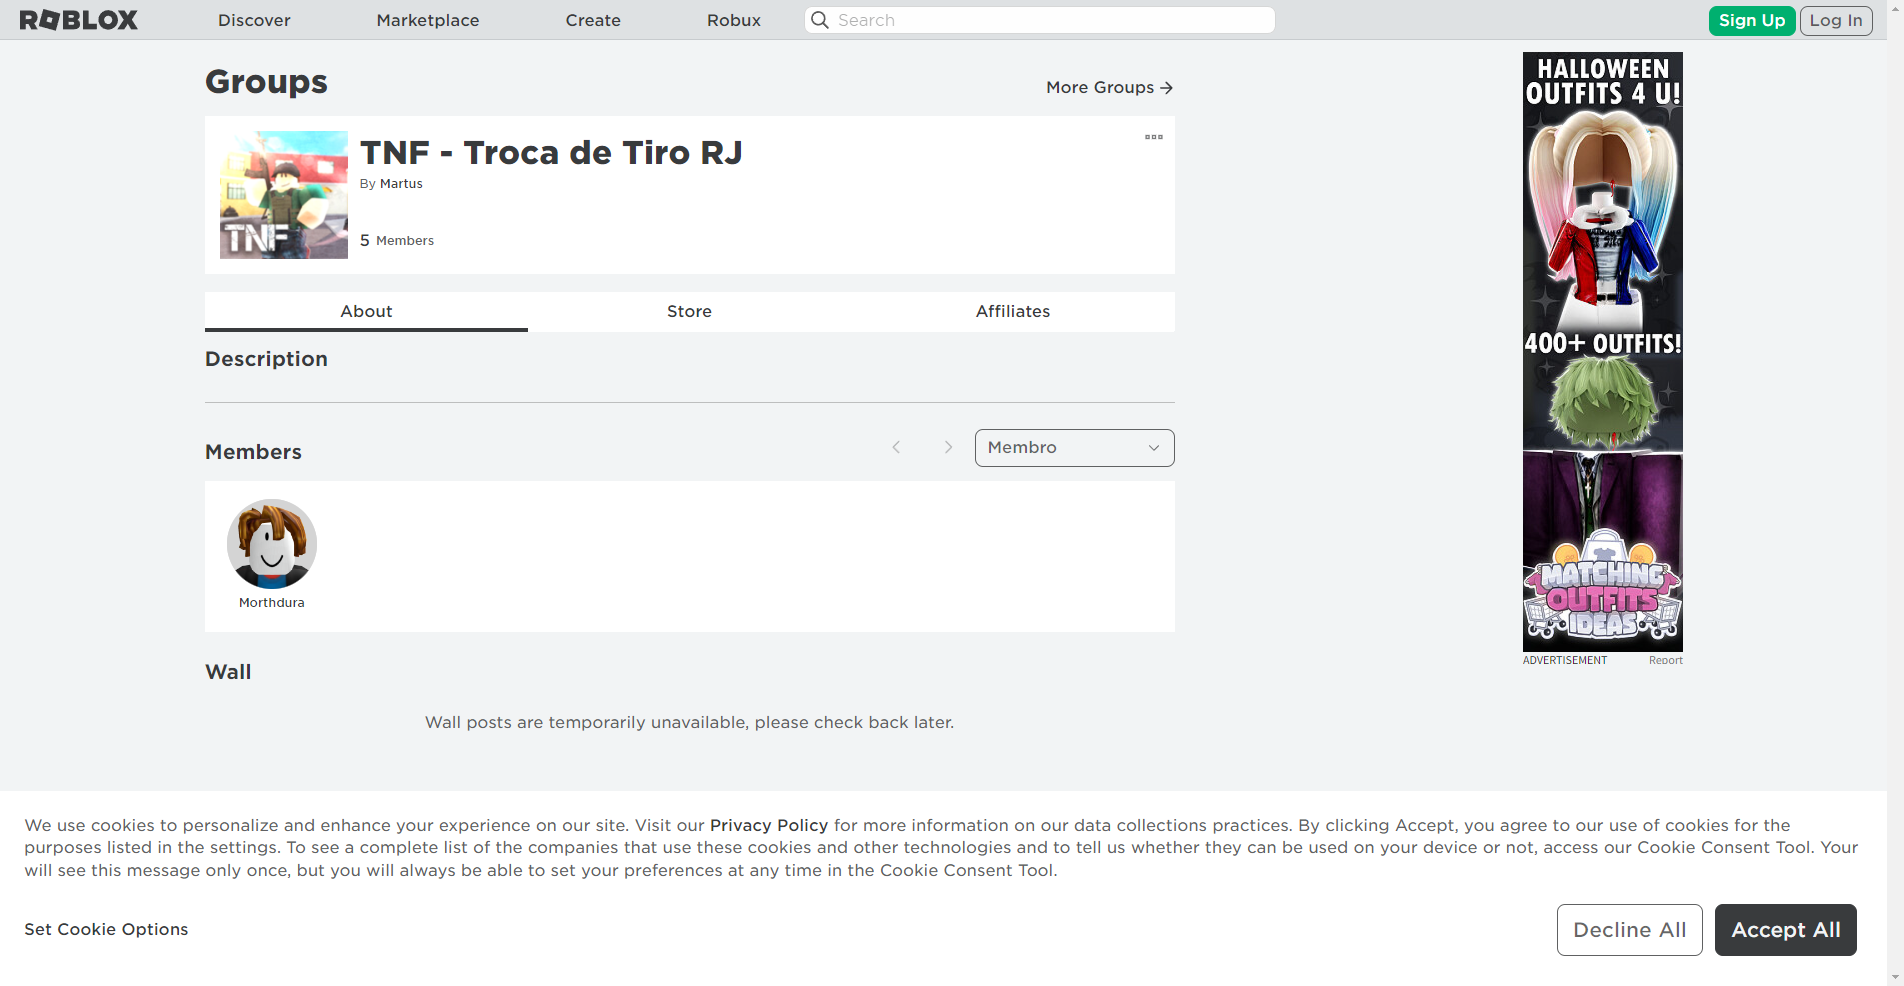 ROBLOX
Discover
Marketplace
Create
Robux
Search
Sign Up
Log In
Groups
More Groups
TNF - Troca de Tiro RJ
By Martus
5 Members
TNF
About
Store
Affiliates
Description
Members
Membro
Morthdura
Wall
Wall posts are temporarily unavailable, please check back later.
HALLOWEEN
OUTFITS 4 U!
400+ OUTFITS!
MATCHING
OUTFITS
IDEAS
ADVERTISEMENT
Report
We use cookies to personalize and enhance your experience on our site. Visit our Privacy Policy for more information on our data collections practices. By clicking Accept, you agree to our use of cookies for the
purposes listed in the settings. To see a complete list of the companies that use these cookies and other technologies and to tell us whether they can be used on your device or not, access our Cookie Consent Tool. Your
will see this message only once, but you will always be able to set your preferences at any time in the Cookie Consent Tool.
Set Cookie Options
Decline All
Accept All